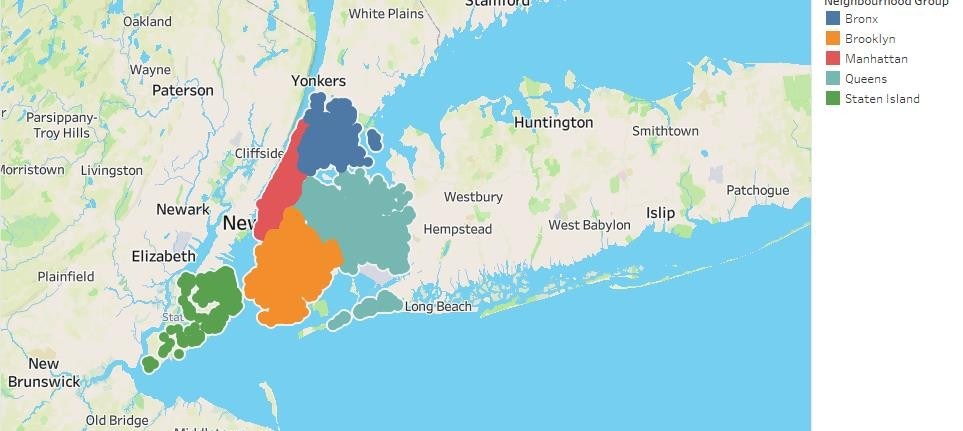 Stamford
Neighbourhood Group
White Plains
Oakland
Bronx
Brooklyn
Manhattan
Queens
Staten Island
Wayne
Yonkers
Paterson
Parsippany-
Troy Hills
Huntington
Smithtown
Cliffside
Morristown
Livingston
Westbury
Patchogue
Newark
New
Islip
Hempstead
West Babylon
Elizabeth
Plainfield
Long Beach
Stat
New
Brunswick
Old Bridge